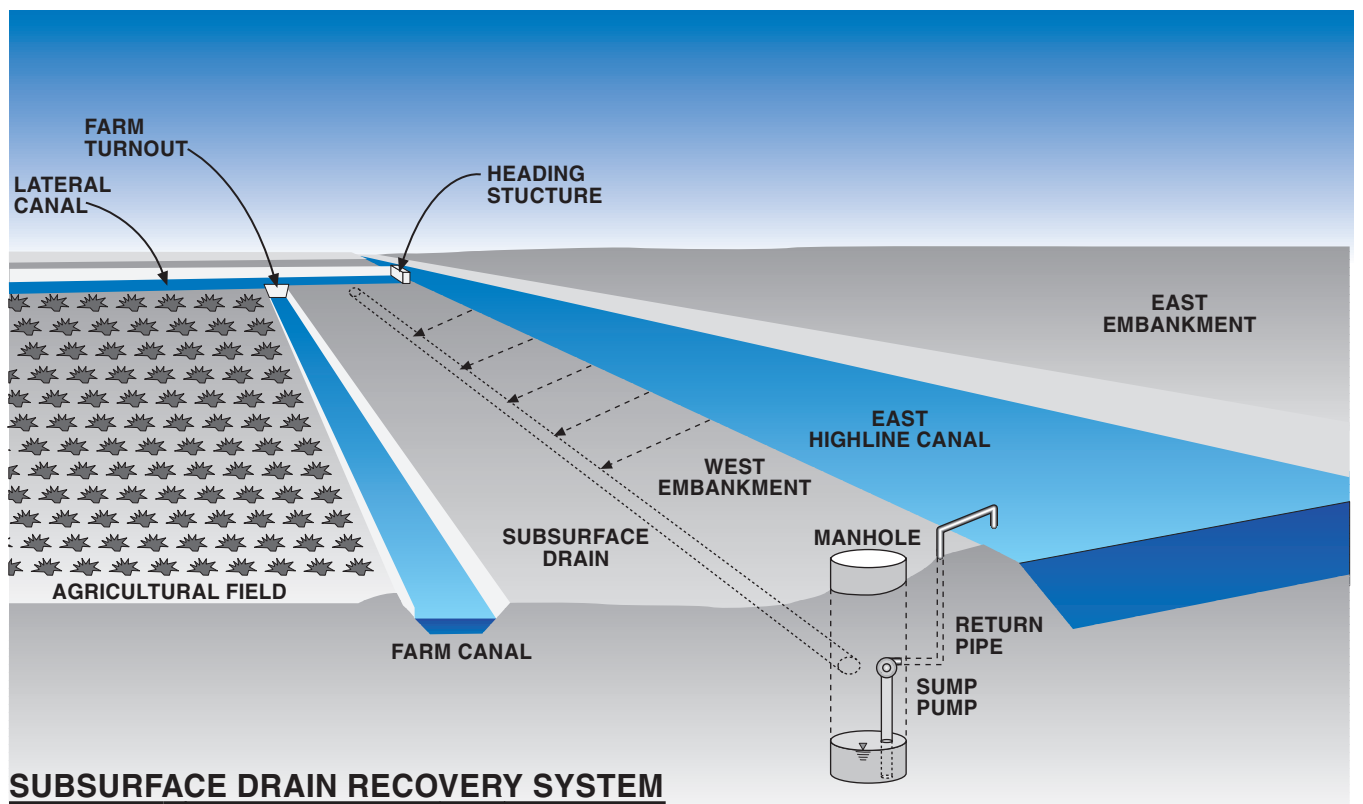 FARM
TURNOUT
LATERAL
CANAL
HEADING
STUCTURE
EAST
EMBANKMENT
EAST
HIGHLINE CANAL
WEST
EMBANKMENT
SUBSURFACE
DRAIN
MANHOLE
AGRICULTURAL FIELD
FARM CANAL
RETURN
PIPE
SUMP
PUMP
SUBSURFACE DRAIN RECOVERY SYSTEM